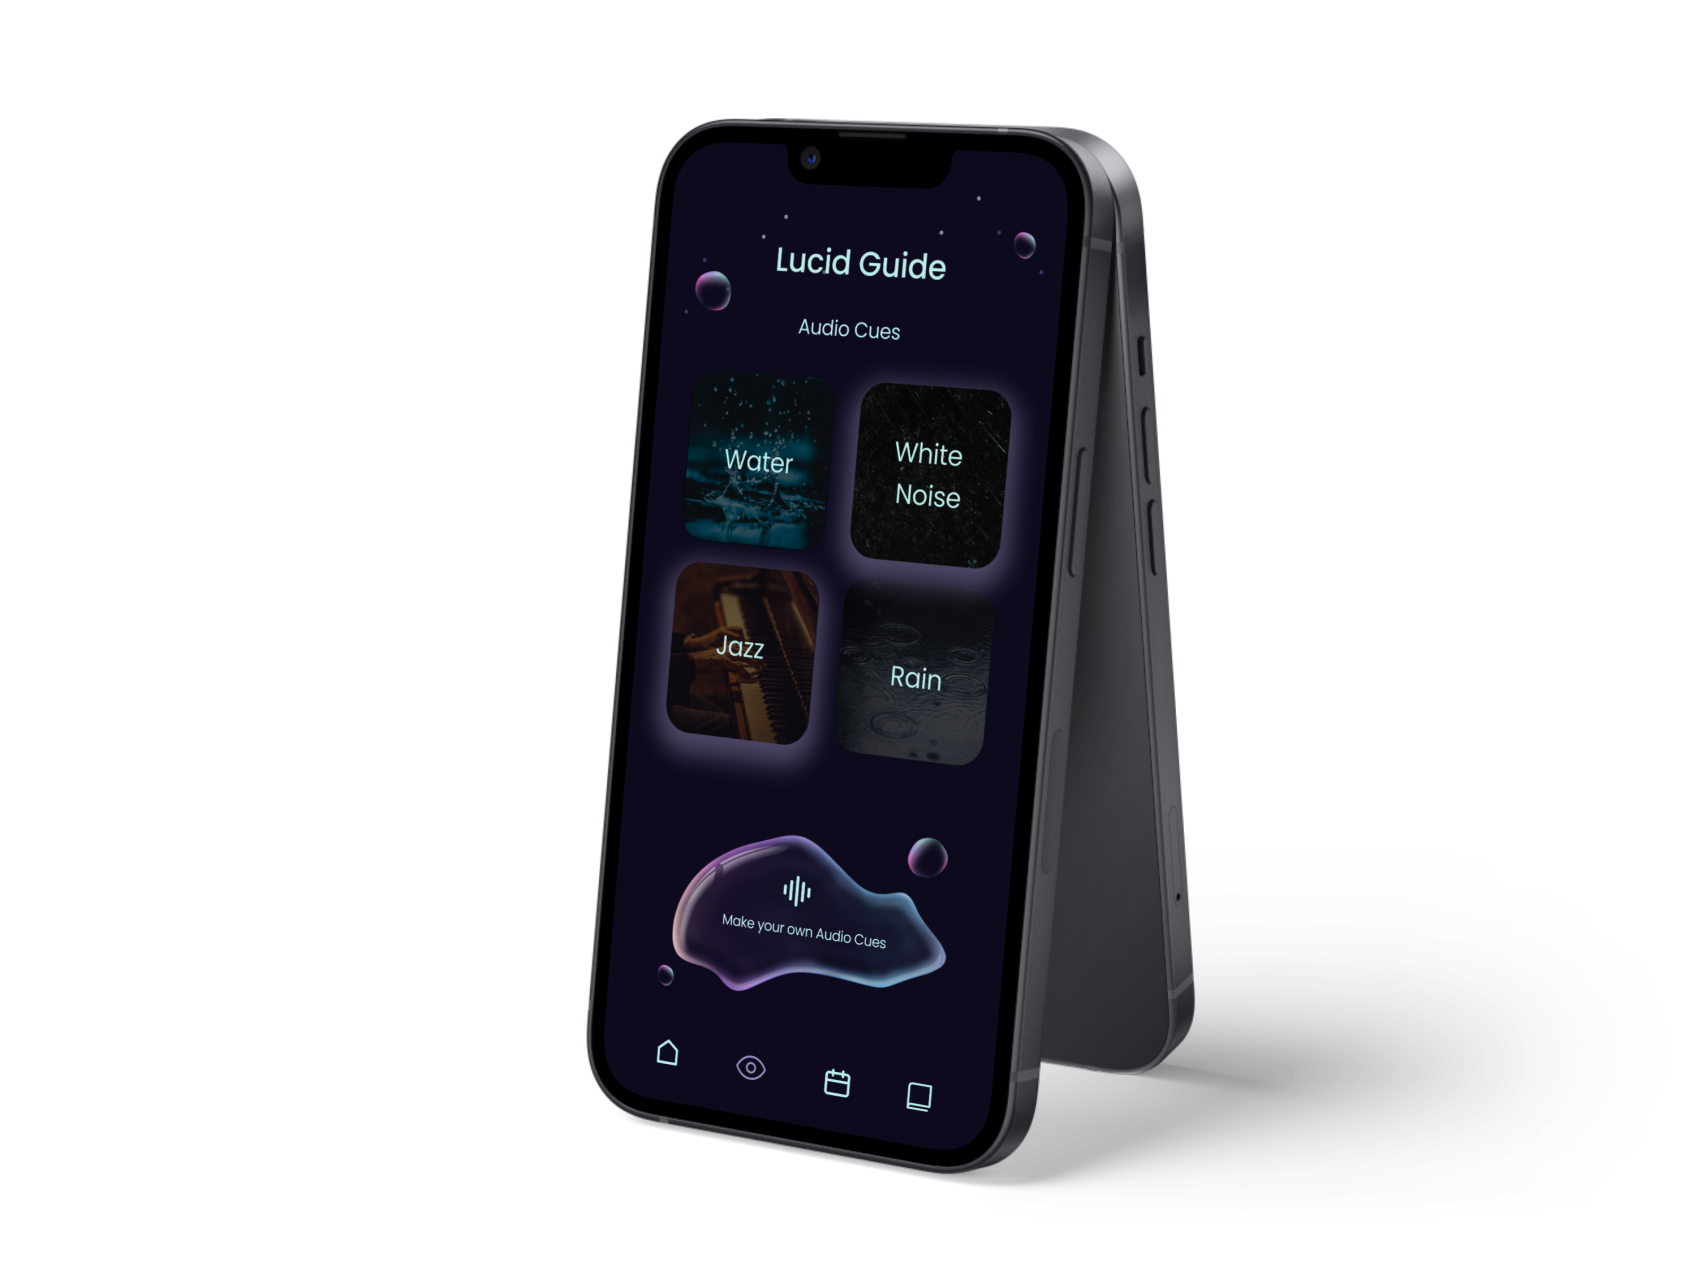 Lucid Guide
Audio Cues
Water
White
Noise
Jazz
Rain
Make your own Audio Cues